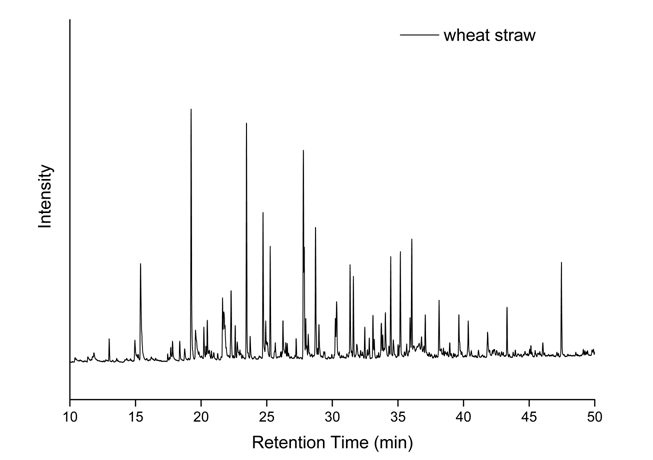 wheat straw
Intensity
10 15 20 25 30 35 40 45 50
Retention Time (min)